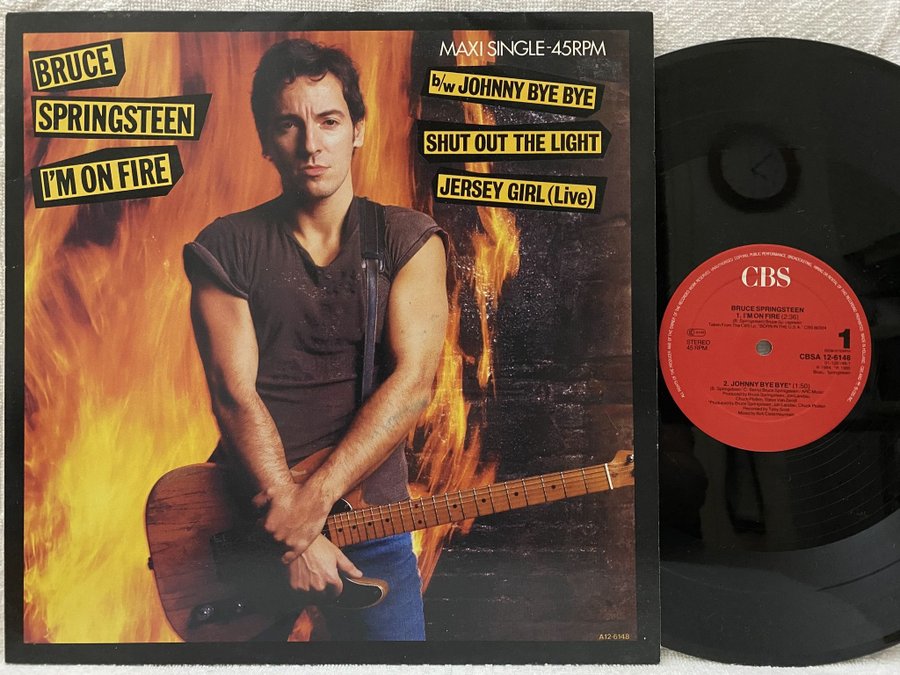 BRUCE
SPRINGSTEEN
I'M ON FIRE
MAXI SINGLE-45RPM
b/w JOHNNY BYE BYE
SHUT OUT THE LIGHT
JERSEY GIRL (Live)
A 12·6148
CBS
BRUCE SPRINGSTEEN
1. I'M ON FIRE (2:36)
STEREO
45 RPM
1
CBSA 12-6148
2. JOHNNY BYE BYE* (1:50)